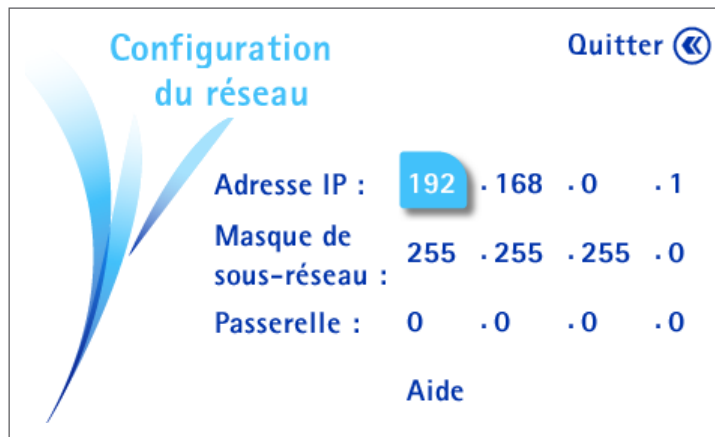 Configuration
du réseau
Quitter
Adresse IP : 192 . 168 . 0 . 1
Masque de
sous-réseau : 255 . 255 . 255 . 0
Passerelle : 0 . 0 . 0 . 0
Aide